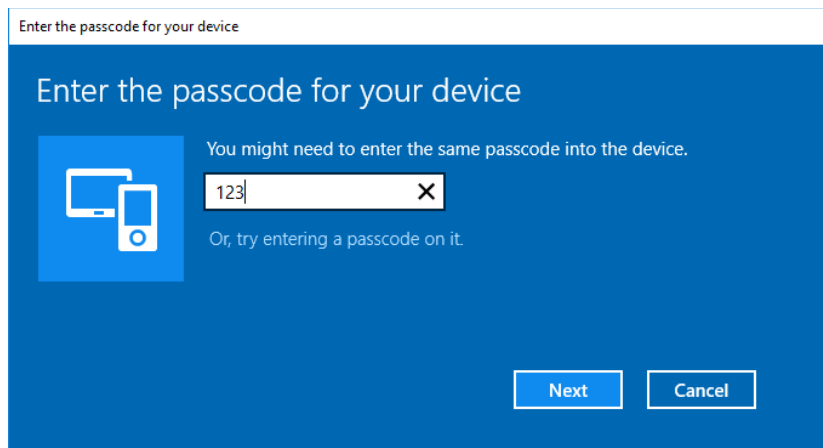 Enter the passcode for your device
Enter the passcode for your device
You might need to enter the same passcode into the device.
123
Or, try entering a passcode on it.
Next
Cancel